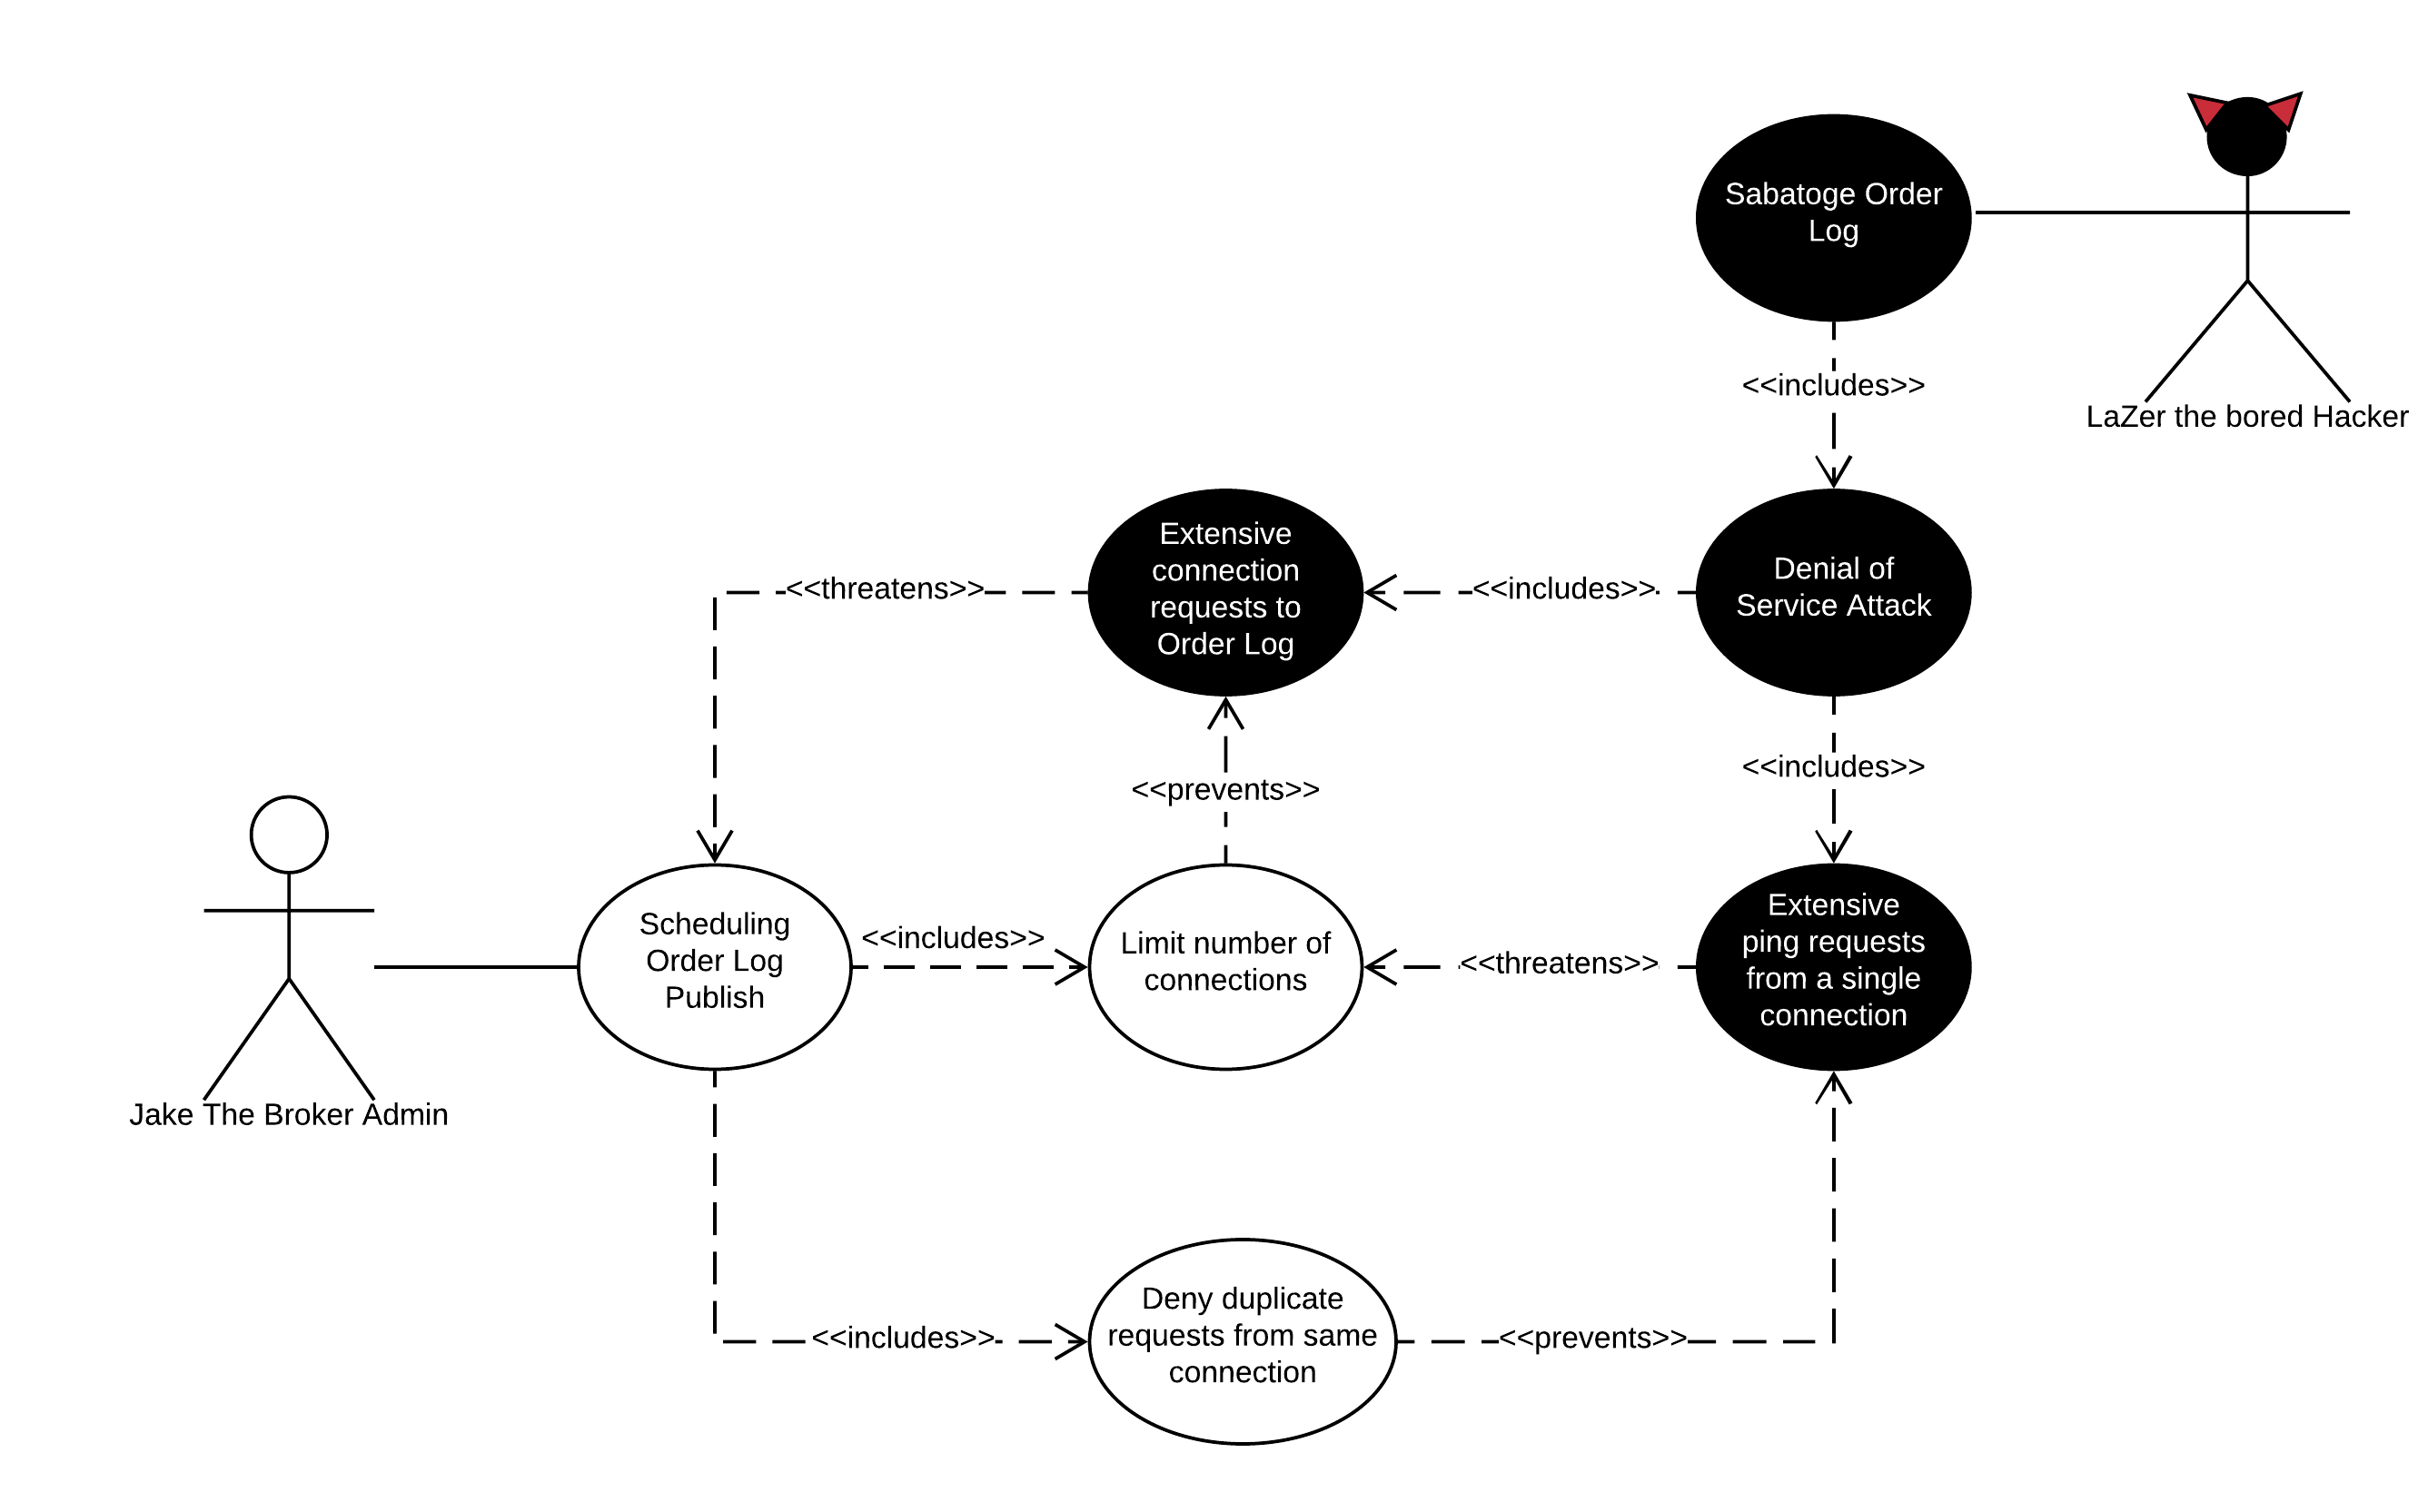 Sabatoge Order
Log
<<includes>>
LaZer the bored Hacker
Extensive
connection
requests to
Order Log
Denial of
Service Attack
<<threatens>>
<<includes>>
<<prevents>>
<<includes>>
Scheduling
Order Log
Publish
<<includes>>
Limit number of
connections
<<threatens>>
Extensive
ping requests
from a single
connection
Jake The Broker Admin
<<includes>>
Deny duplicate
requests from same
connection
<<prevents>>